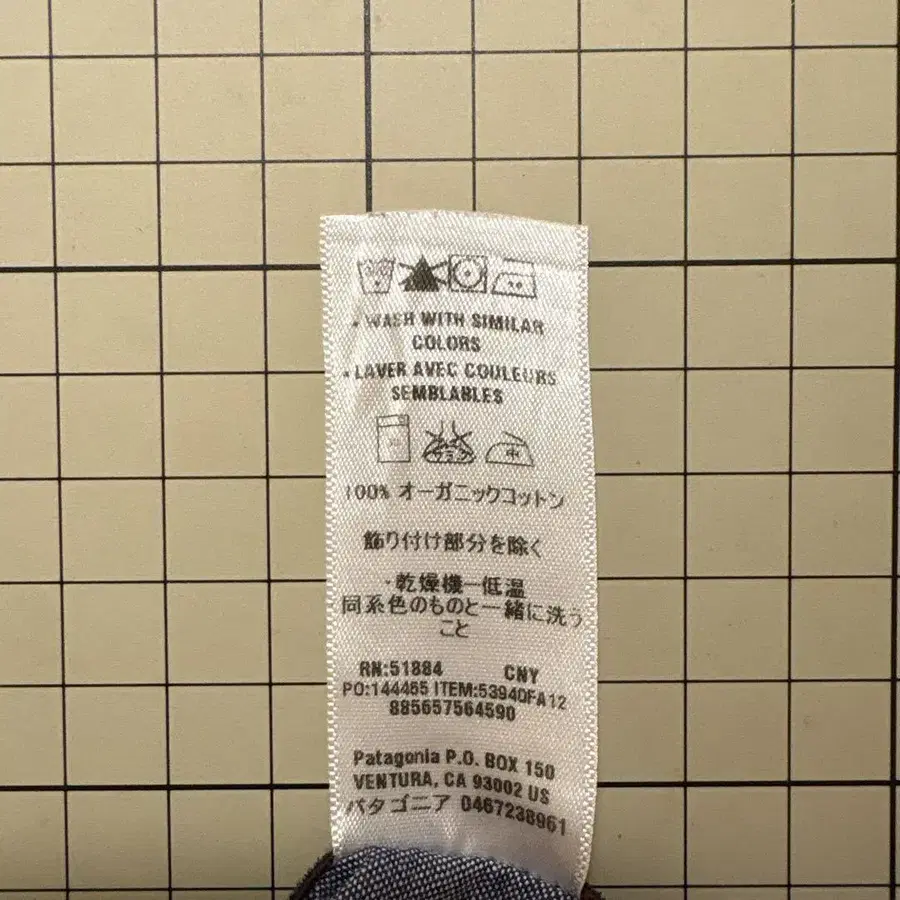 • WASH WITH SIMILAR
COLORS
• LAVER AVEC COULEURS
SEMBLABLES
100% オーガニックコットン
飾り付け部分を除く
・乾燥機一低温
同系色のものと一緒に洗う
こと
RN:51884 CNY
PO:144465 ITEM:53940FA12
885657564590
Patagonia P.O. BOX 150
VENTURA, CA 93002 US
パタゴニア 0467238961